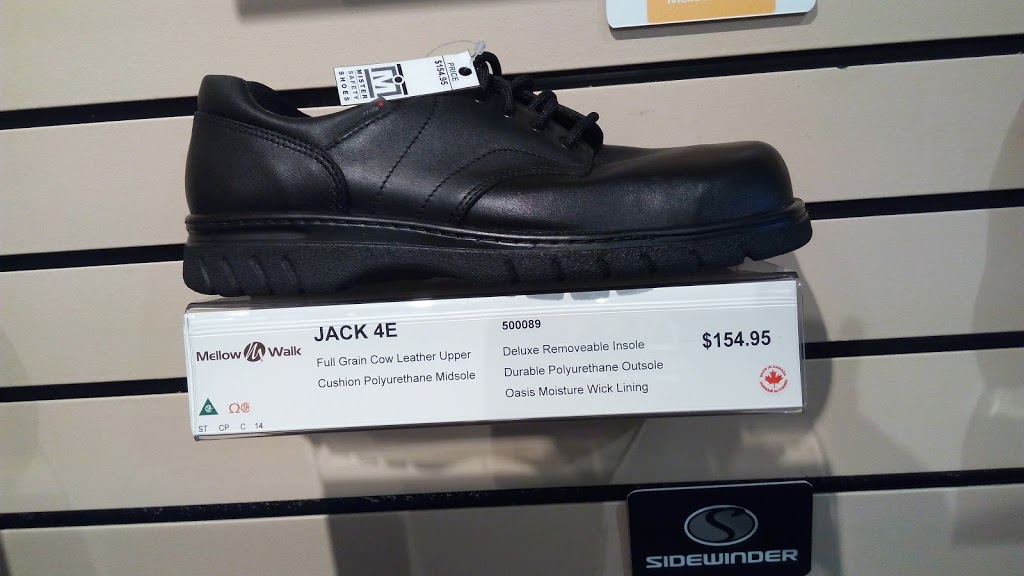 PRICE
$154.95
M
MISTER
SAFETY
SHOES
JACK 4E
500089
Mellow Walk
Full Grain Cow Leather Upper
Cushion Polyurethane Midsole
Deluxe Removeable Insole
Durable Polyurethane Outsole
Oasis Moisture Wick Lining
$154.95
ST CP C 14
SIDEWINDER